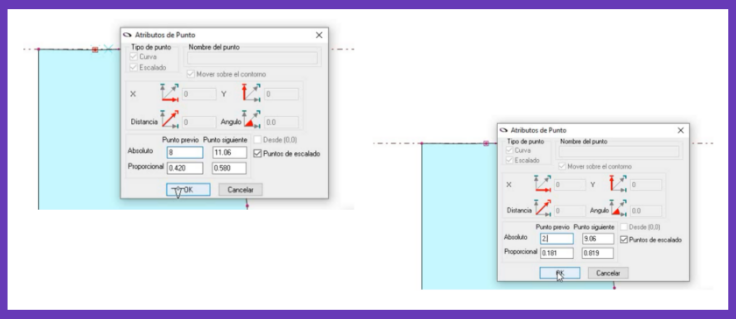 Atributos de Punto
Tipo de punto Nombre del punto
Curva
Escalado
Mover sobre el contorno
X 0 Y 0
Distancia 0 Angulo 0.0
Punto previo Punto siguiente Desde (0,0)
Absoluto 8 11.06 Puntos de escalado
Proporcional 0.420 0.580
OK Cancelar
Atributos de Punto
Tipo de punto Nombre del punto
Curva
Escalado
Mover sobre el contorno
X 0 Y 0
Distancia 0 Angulo 0.0
Punto previo Punto siguiente Desde (0,0)
Absoluto 2 9.06 Puntos de escalado
Proporcional 0.181 0.819
Cancelar